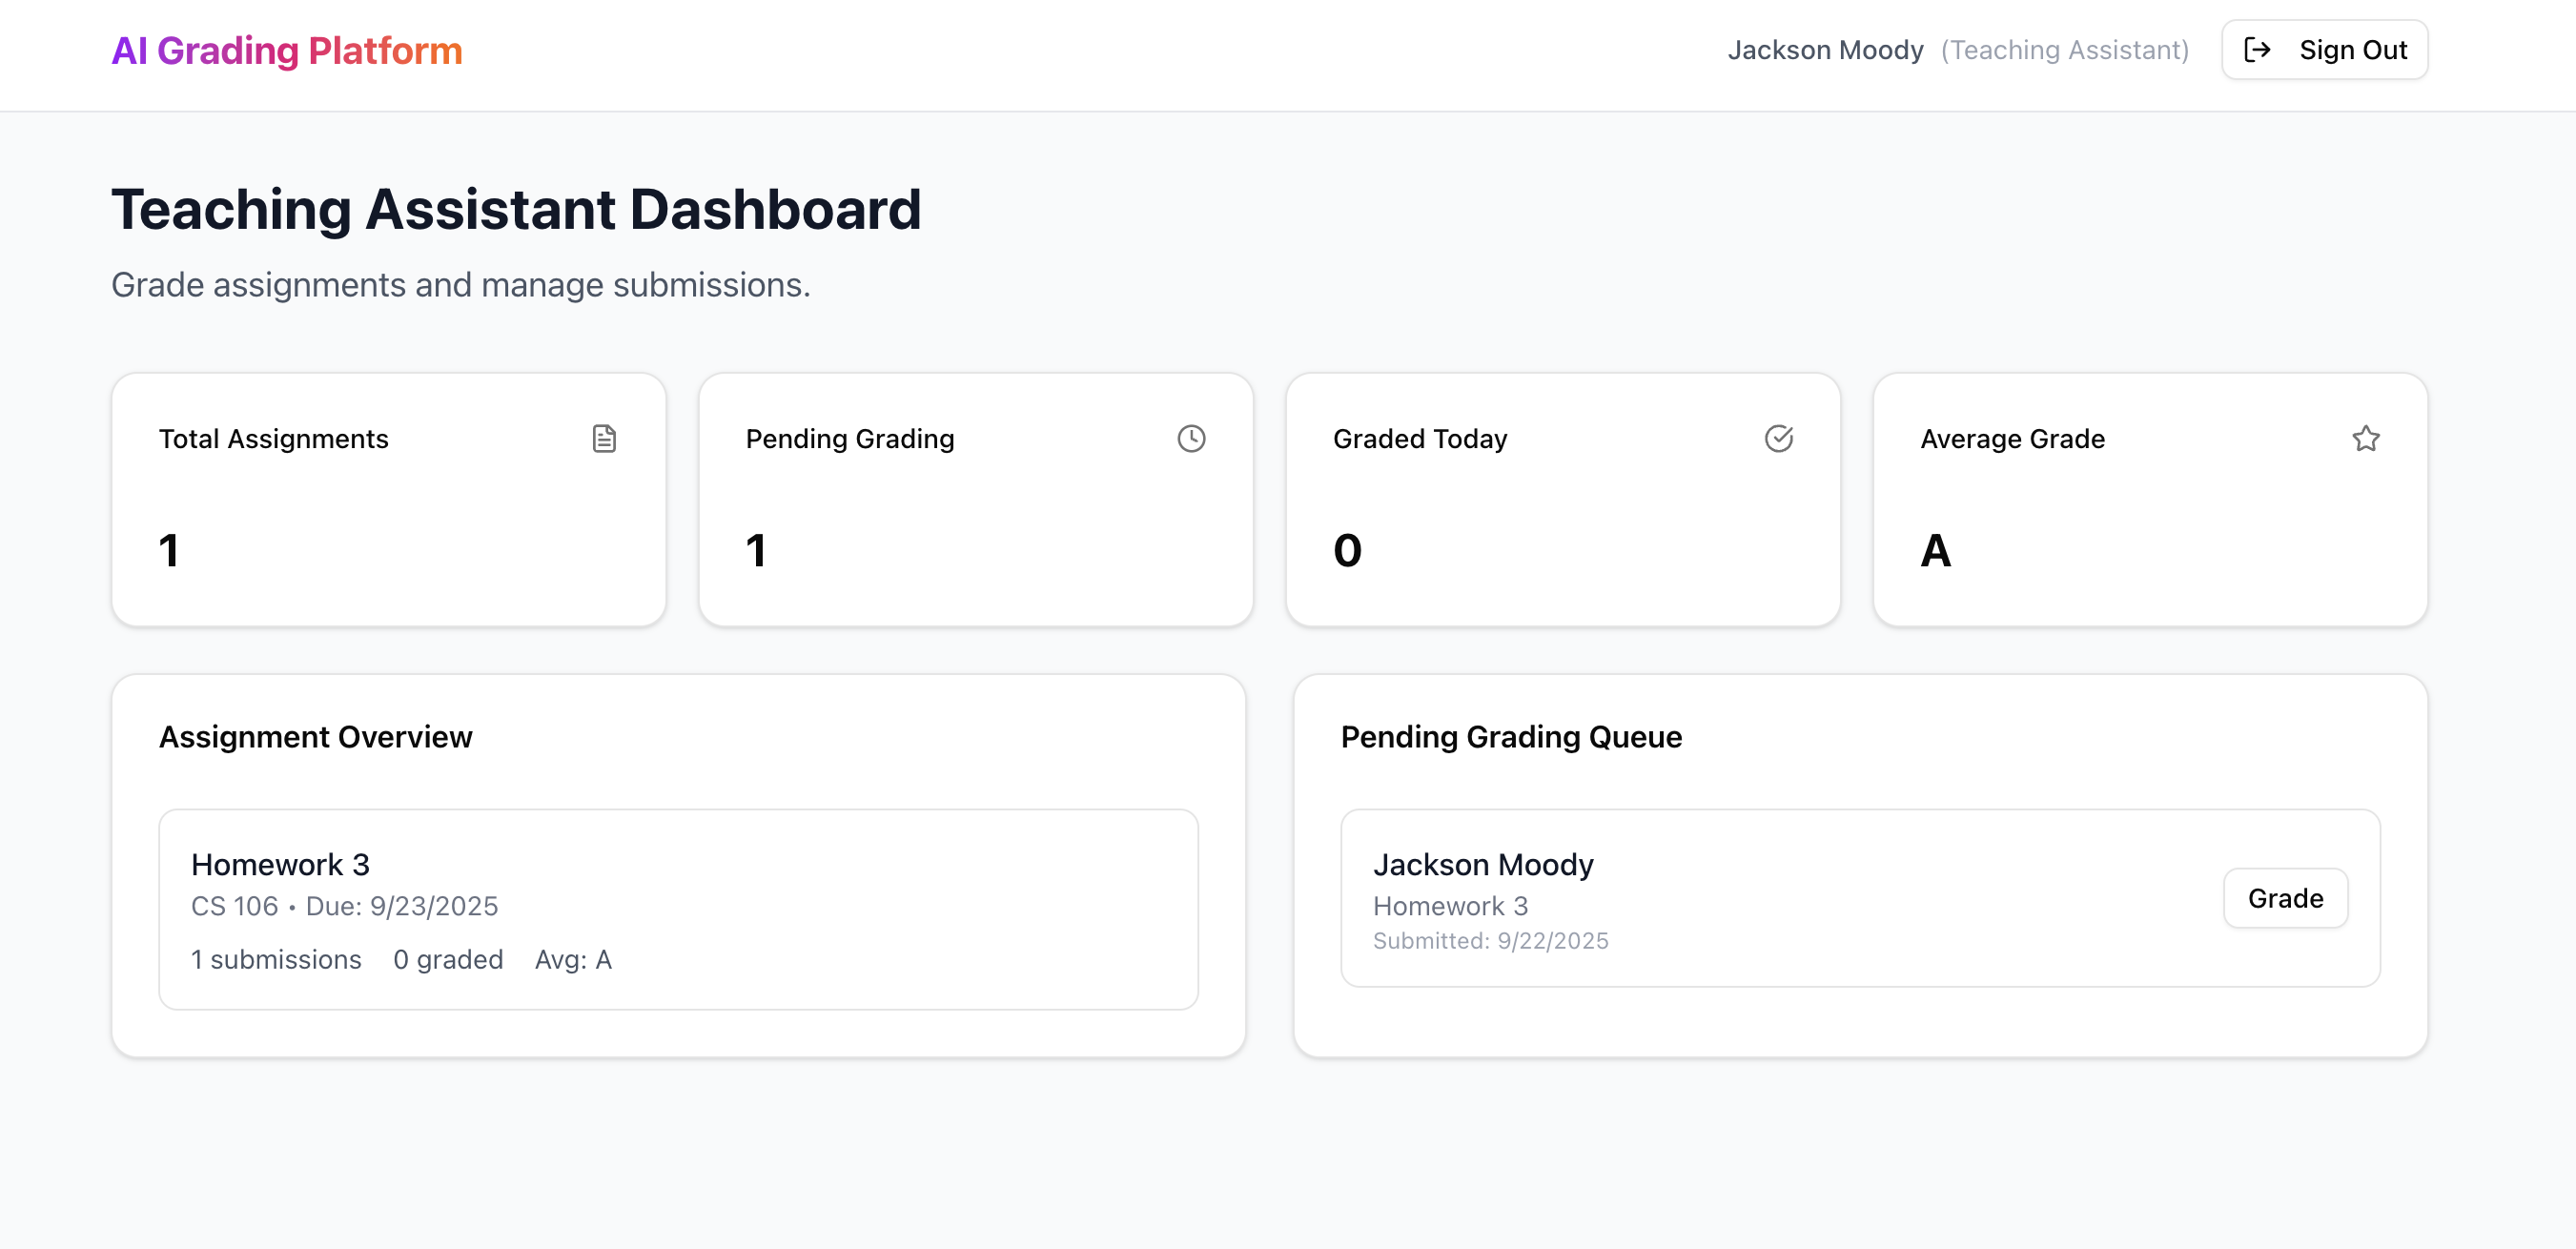 AI Grading Platform
Jackson Moody (Teaching Assistant)
Sign Out
Teaching Assistant Dashboard
Grade assignments and manage submissions.
Total Assignments
1
Pending Grading
1
Graded Today
0
Average Grade
A
Assignment Overview
Homework 3
CS 106 • Due: 9/23/2025
1 submissions 0 graded Avg: A
Pending Grading Queue
Jackson Moody
Homework 3
Submitted: 9/22/2025
Grade